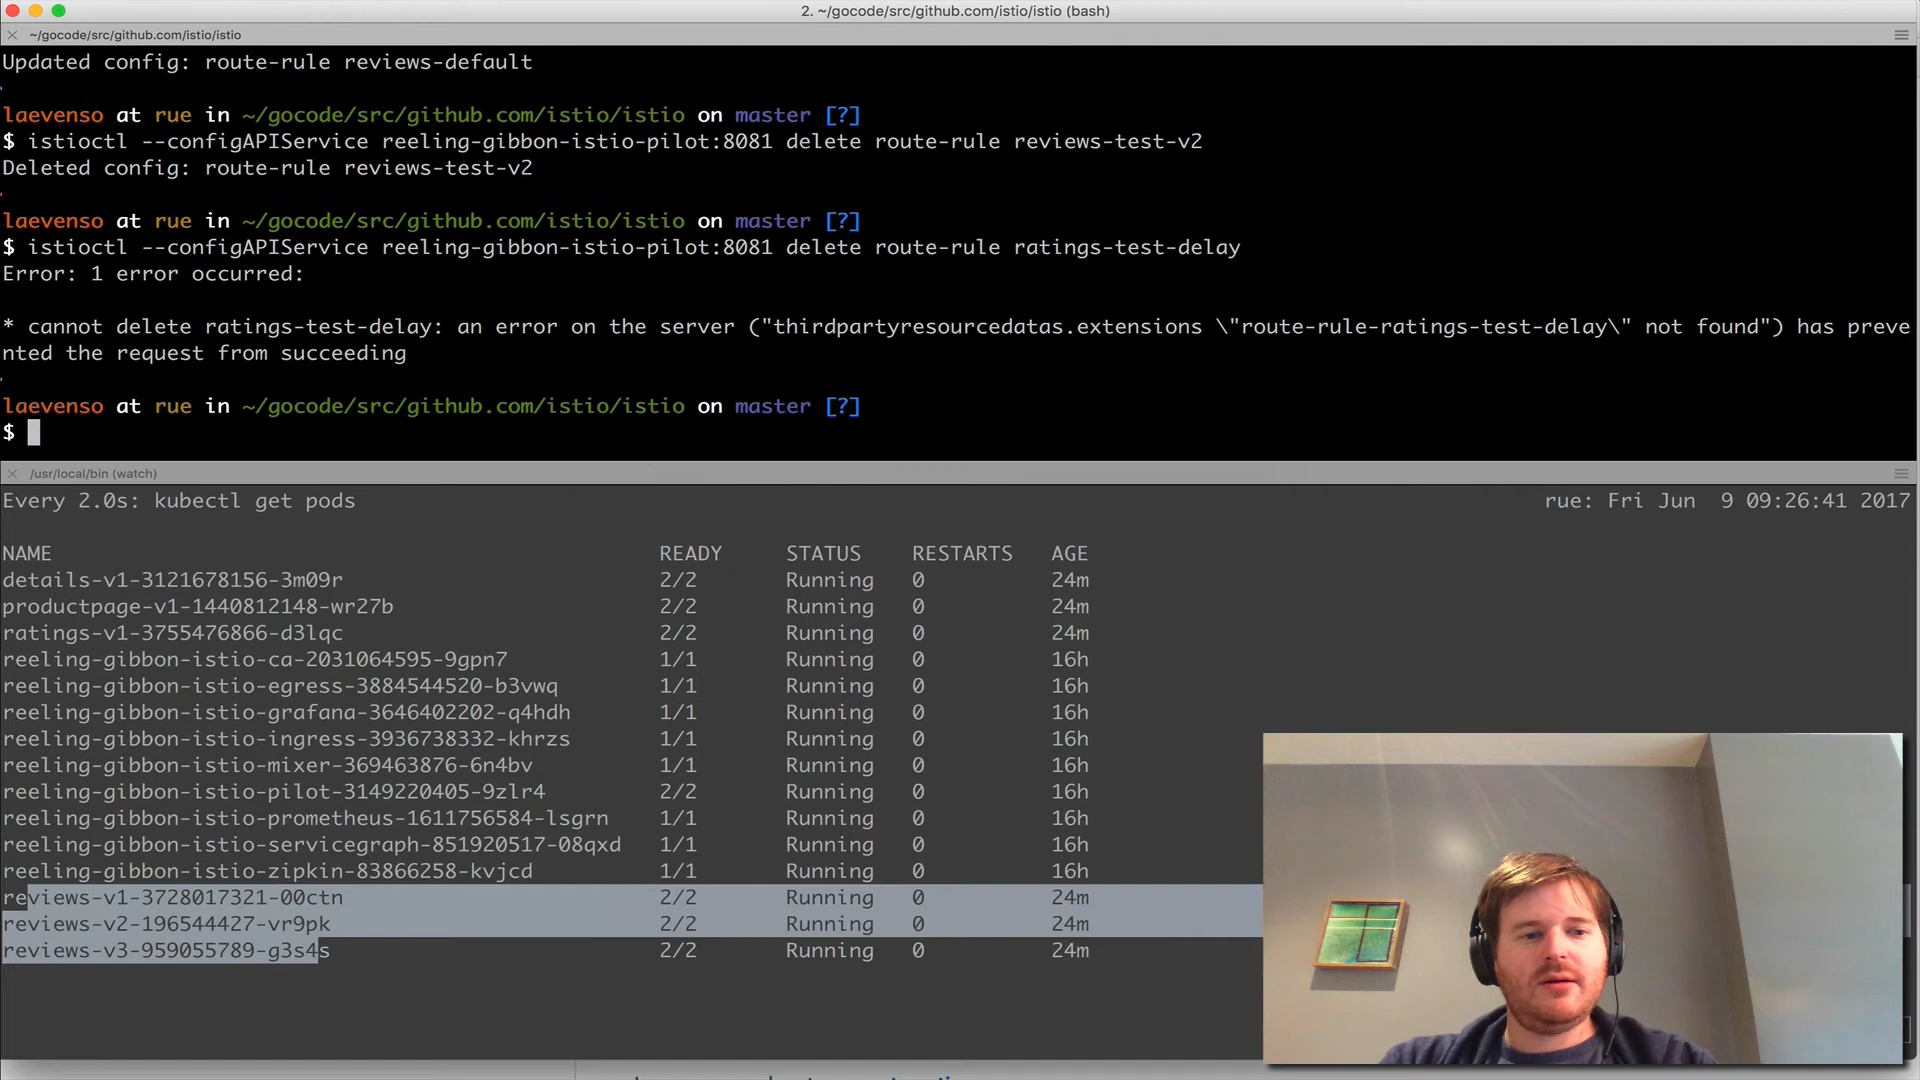 2. ~/gocode/src/github.com/istio/istio (bash)
~/gocode/src/github.com/istio/istio
Updated config: route-rule reviews-default
laevenso at rue in ~/gocode/src/github.com/istio/istio on master [?]
$ istioctl --configAPIService reeling-gibbon-istio-pilot:8081 delete route-rule reviews-test-v2
Deleted config: route-rule reviews-test-v2
laevenso at rue in ~/gocode/src/github.com/istio/istio on master [?]
$ istioctl --configAPIService reeling-gibbon-istio-pilot:8081 delete route-rule ratings-test-delay
Error: 1 error occurred:
* cannot delete ratings-test-delay: an error on the server ("thirdpartyresourcedatas.extensions \"route-rule-ratings-test-delay\" not found") has preve
nted the request from succeeding
laevenso at rue in ~/gocode/src/github.com/istio/istio on master [?]
$
/usr/local/bin (watch)
Every 2.0s: kubectl get pods rue: Fri Jun 9 09:26:41 2017
NAME READY STATUS RESTARTS AGE
details-v1-3121678156-3m09r 2/2 Running 0 24m
productpage-v1-1440812148-wr27b 2/2 Running 0 24m
ratings-v1-3755476866-d3lqc 2/2 Running 0 24m
reeling-gibbon-istio-ca-2031064595-9gpn7 1/1 Running 0 16h
reeling-gibbon-istio-egress-3884544520-b3vwq 1/1 Running 0 16h
reeling-gibbon-istio-grafana-3646402202-q4hdh 1/1 Running 0 16h
reeling-gibbon-istio-ingress-3936738332-khrzs 1/1 Running 0 16h
reeling-gibbon-istio-mixer-369463876-6n4bv 1/1 Running 0 16h
reeling-gibbon-istio-pilot-3149220405-9zlr4 2/2 Running 0 16h
reeling-gibbon-istio-prometheus-1611756584-lsgrn 1/1 Running 0 16h
reeling-gibbon-istio-servicegraph-851920517-08qxd 1/1 Running 0 16h
reeling-gibbon-istio-zipkin-83866258-kvjcd 1/1 Running 0 16h
reviews-v1-3728017321-00ctn 2/2 Running 0 24m
reviews-v2-196544427-vr9pk 2/2 Running 0 24m
reviews-v3-959055789-g3s4s 2/2 Running 0 24m